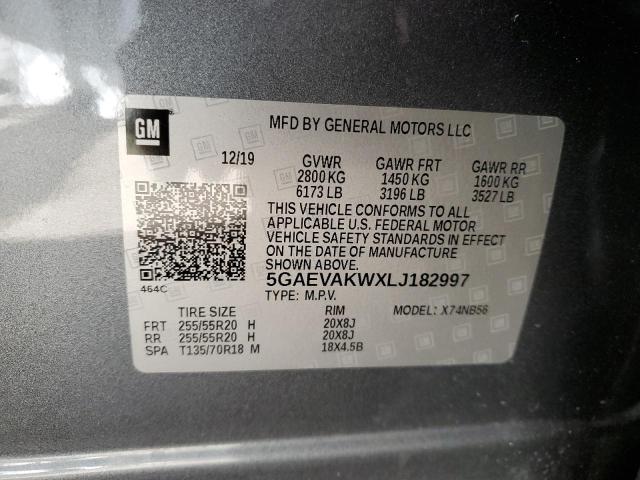 GM
MFD BY GENERAL MOTORS LLC
12/19 GVWR GAWR FRT GAWR RR
2800 KG 1450 KG 1600 KG
6173 LB 3196 LB 3527 LB
THIS VEHICLE CONFORMS TO ALL
APPLICABLE U.S. FEDERAL MOTOR
VEHICLE SAFETY STANDARDS IN EFFECT
ON THE DATE OF MANUFACTURE
SHOWN ABOVE.
464C
5GAEVAKWXLJ182997
TYPE: M.P.V. MODEL: X74NB56
TIRE SIZE RIM
FRT 255/55R20 H 20X8J
RR 255/55R20 H 20X8J
SPA T135/70R18 M 18X4.5B